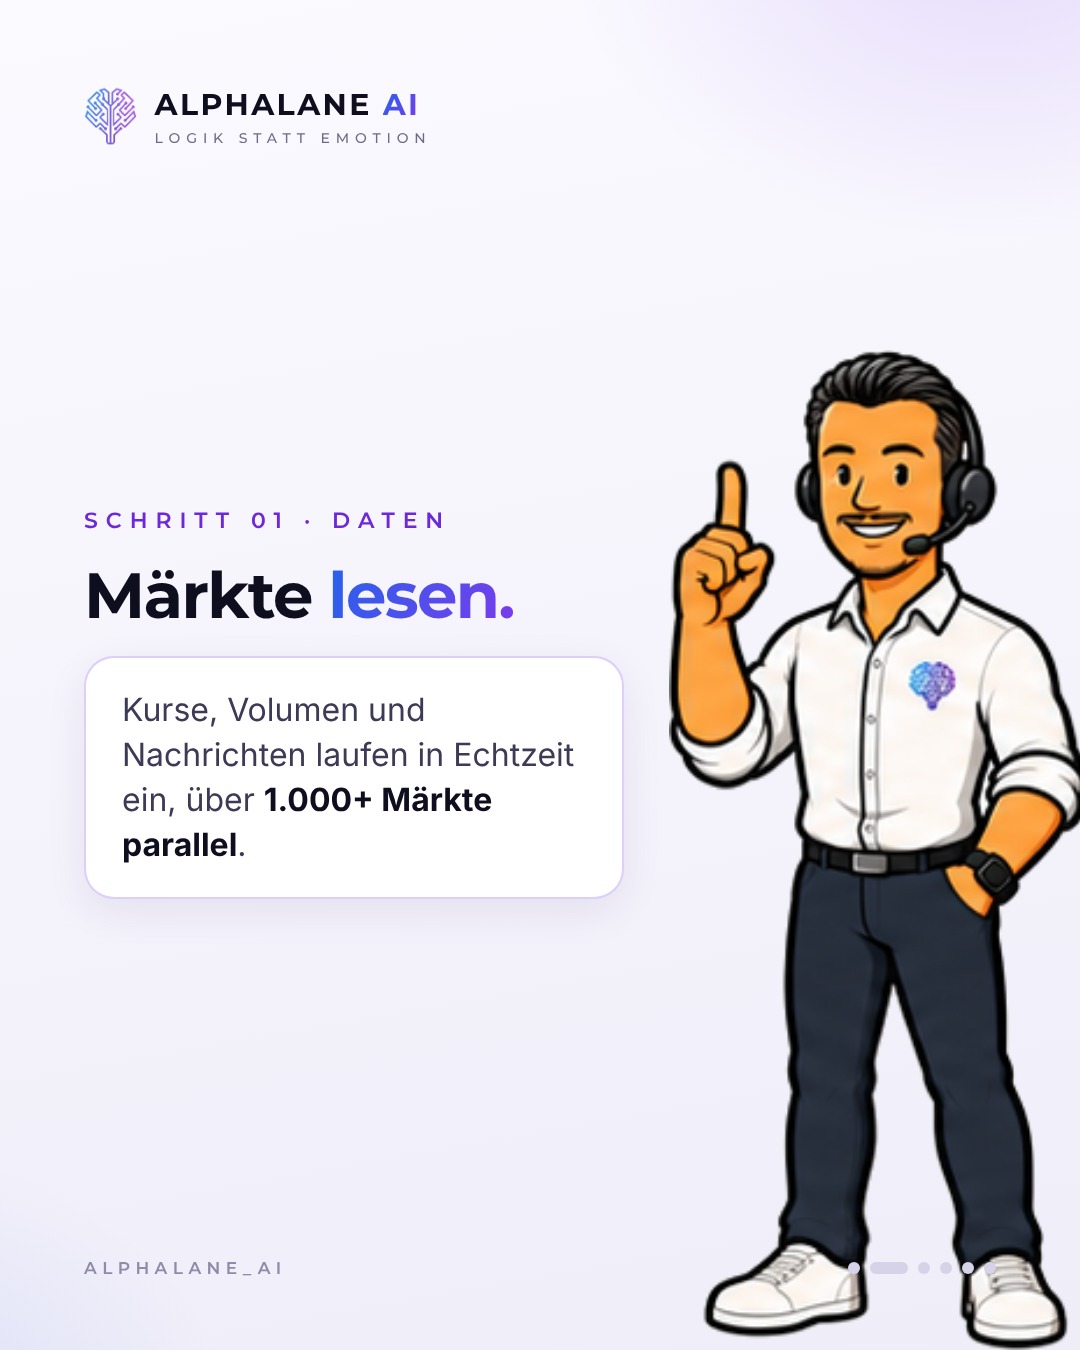 ALPHALANE AI
LOGIK STATT EMOTION
SCHRITT 01 · DATEN
Märkte lesen.
Kurse, Volumen und
Nachrichten laufen in Echtzeit
ein, über 1.000+ Märkte
parallel.
ALPHALANE_AI